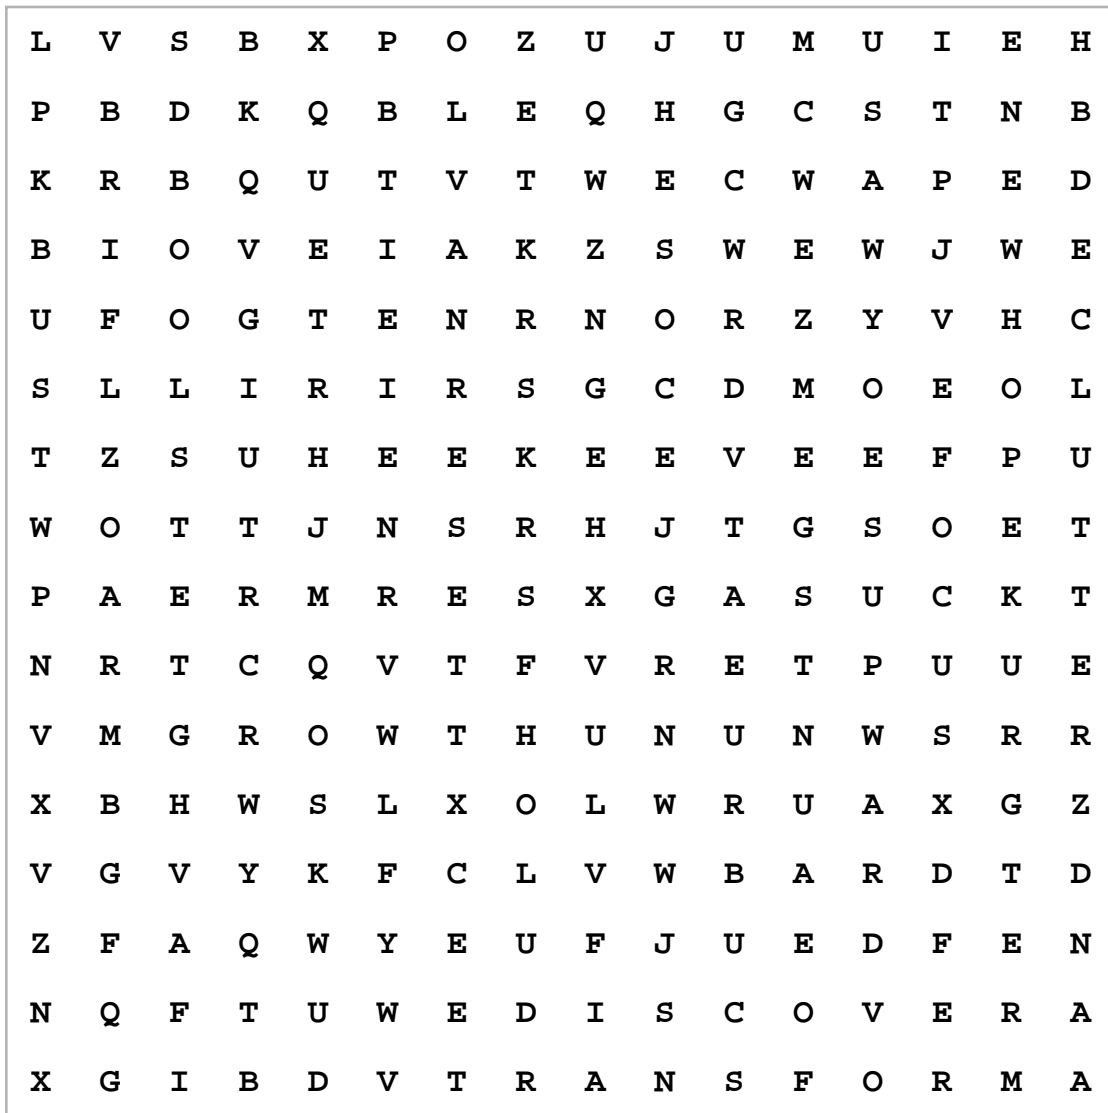 L V S B X P O Z U J U M U I E H
P B D K Q B L E Q H G C S T N B
K R B Q U T V T W E C W A P E D
B I O V E I A K Z S W E W J W E
U F O G T E N R N O R Z Y V H C
S L L I R I R S G C D M O E O L
T Z S U H E E K E E V E E F P U
W O T T J N S R H J T G S O E T
P A E R M R E S X G A S U C K T
N R T C Q V T F V R E T P U U E
V M G R O W T H U N U N W S R R
X B H W S L X O L W R U A X G Z
V G V Y K F C L V W B A R D T D
Z F A Q W Y E U F J U E D F E N
N Q F T U W E D I S C O V E R A
X G I B D V T R A N S F O R M A